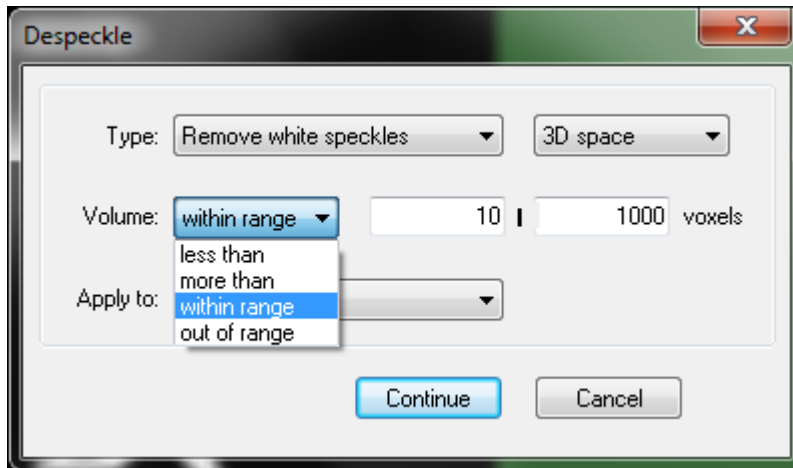 Despeckle
Type: Remove white speckles 3D space
Volume: within range 10 1000 voxels
less than
more than
Apply to: within range
out of range
Continue Cancel